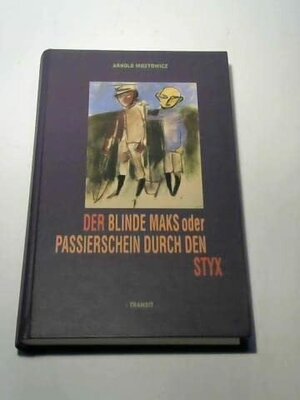 ARNOLD MOSTOWICZ
DER BLINDE MAKS oder
PASSIERSCHEIN DURCH DEN
STYX
TRANSIT